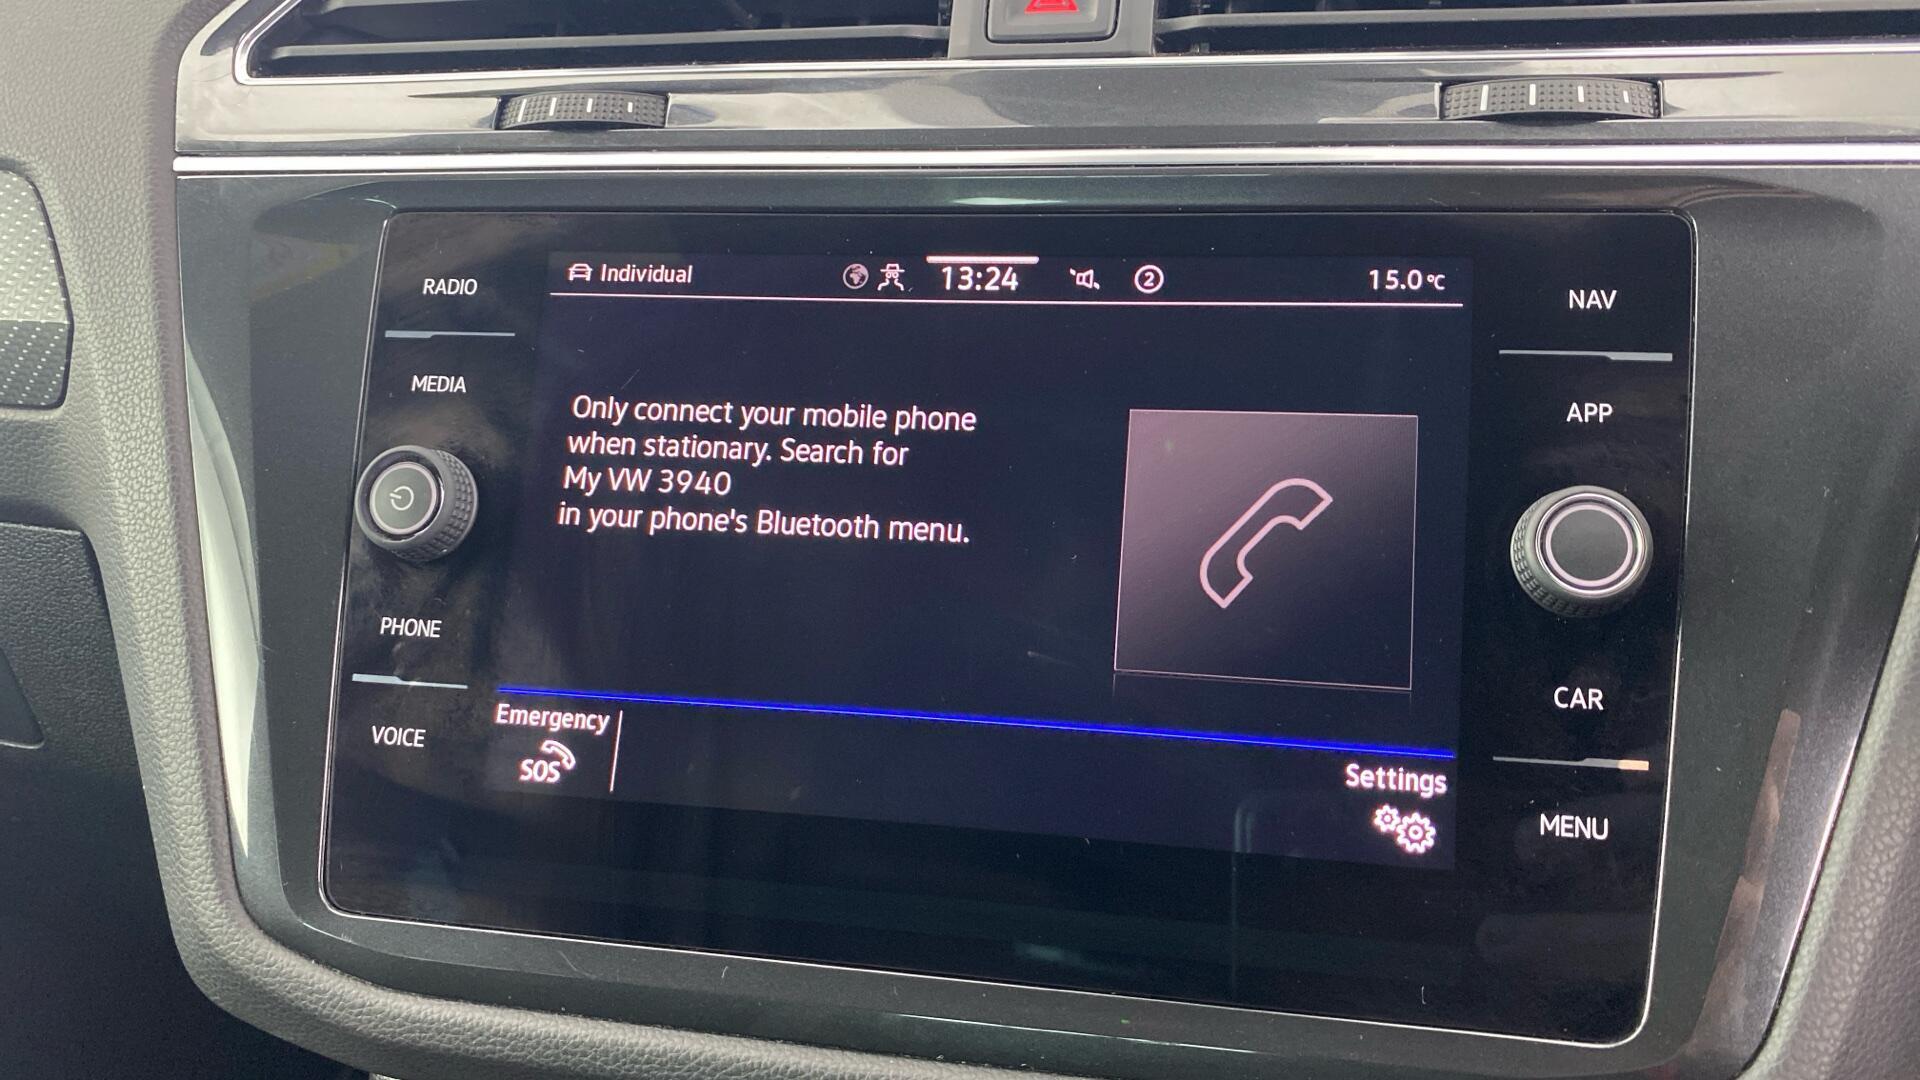 RADIO
MEDIA
PHONE
VOICE
Individual
13:24
2
15.0 °C
Only connect your mobile phone
when stationary. Search for
My VW 3940
in your phone's Bluetooth menu.
Emergency
SOS
Settings
NAV
APP
CAR
MENU